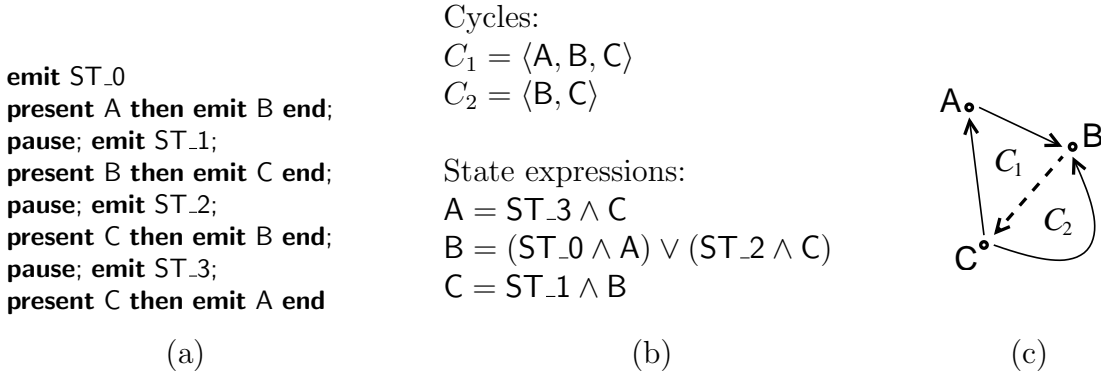 emit ST_0
present A then emit B end;
pause; emit ST_1;
present B then emit C end;
pause; emit ST_2;
present C then emit B end;
pause; emit ST_3;
present C then emit A end
(a)
Cycles:
C₁ = ⟨A, B, C⟩
C₂ = ⟨B, C⟩
State expressions:
A = ST_3 ∧ C
B = (ST_0 ∧ A) ∨ (ST_2 ∧ C)
C = ST_1 ∧ B
(b)
A
B
C₁
C₂
C
(c)